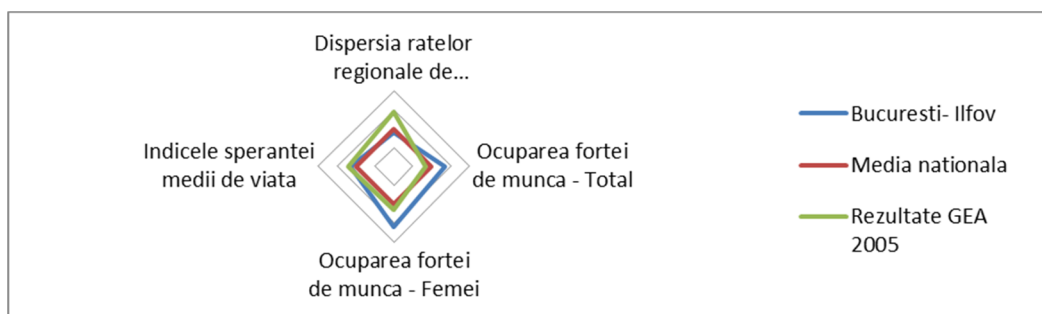 Dispersia ratelor
regionale de...
Indicele sperantei
medii de viata
Ocuparea fortei
de munca - Total
Ocuparea fortei
de munca - Femei
Bucuresti- Ilfov
Media nationala
Rezultate GEA
2005